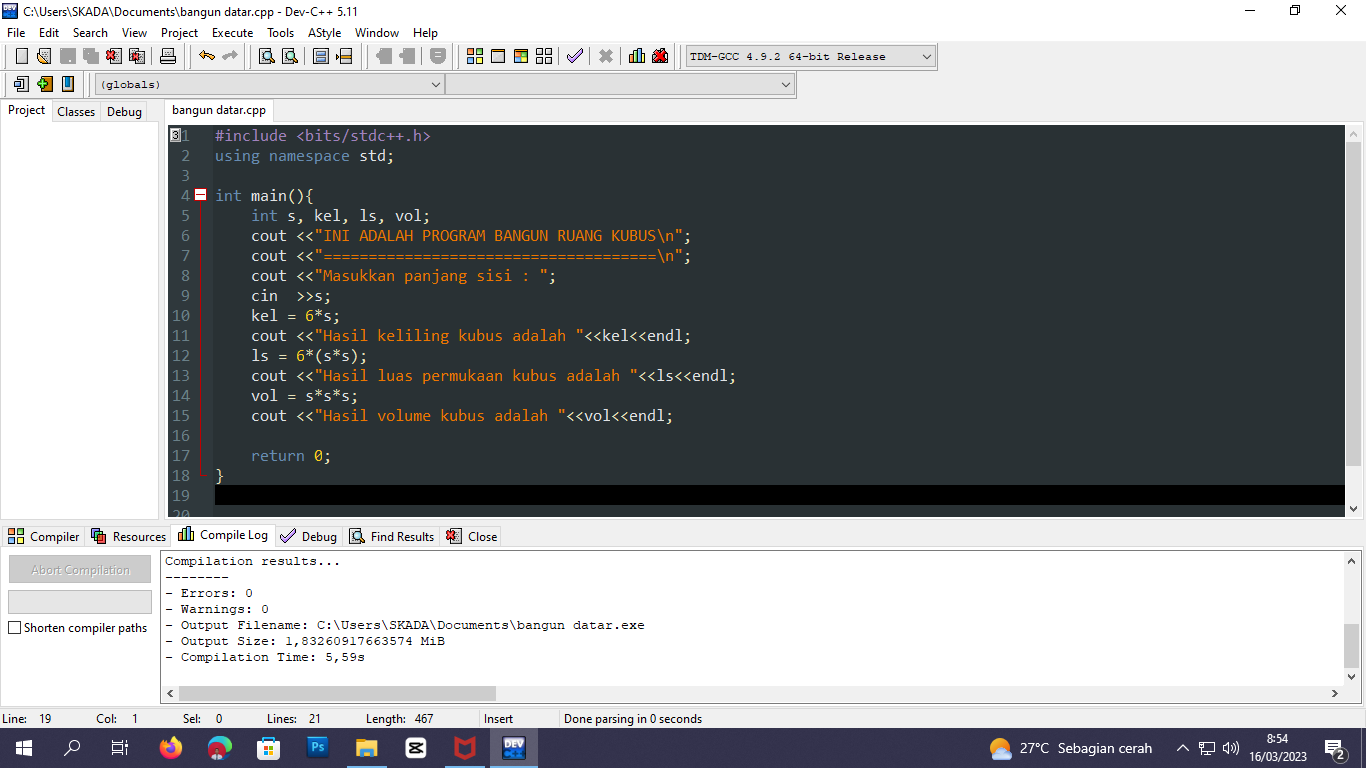 C:\Users\SKADA\Documents\bangun datar.cpp - Dev-C++ 5.11
File Edit Search View Project Execute Tools AStyle Window Help
TDM-GCC 4.9.2 64-bit Release
(globals)
Project Classes Debug
bangun datar.cpp
1 #include <bits/stdc++.h>
2 using namespace std;
3
4 int main(){
5 int s, kel, ls, vol;
6 cout <<"INI ADALAH PROGRAM BANGUN RUANG KUBUS\n";
7 cout <<"=====================================\n";
8 cout <<"Masukkan panjang sisi : ";
9 cin  >>s;
10 kel = 6*s;
11 cout <<"Hasil keliling kubus adalah "<<kel<<endl;
12 ls = 6*(s*s);
13 cout <<"Hasil luas permukaan kubus adalah "<<ls<<endl;
14 vol = s*s*s;
15 cout <<"Hasil volume kubus adalah "<<vol<<endl;
16
17 return 0;
18 }
19
20
Compiler Resources Compile Log Debug Find Results Close
Abort Compilation
Shorten compiler paths
Compilation results...
--------
- Errors: 0
- Warnings: 0
- Output Filename: C:\Users\SKADA\Documents\bangun datar.exe
- Output Size: 1,83260917663574 MiB
- Compilation Time: 5,59s
Line: 19 Col: 1 Sel: 0 Lines: 21 Length: 467 Insert Done parsing in 0 seconds
Ps
DEV
27°C Sebagian cerah
8:54
16/03/2023
2